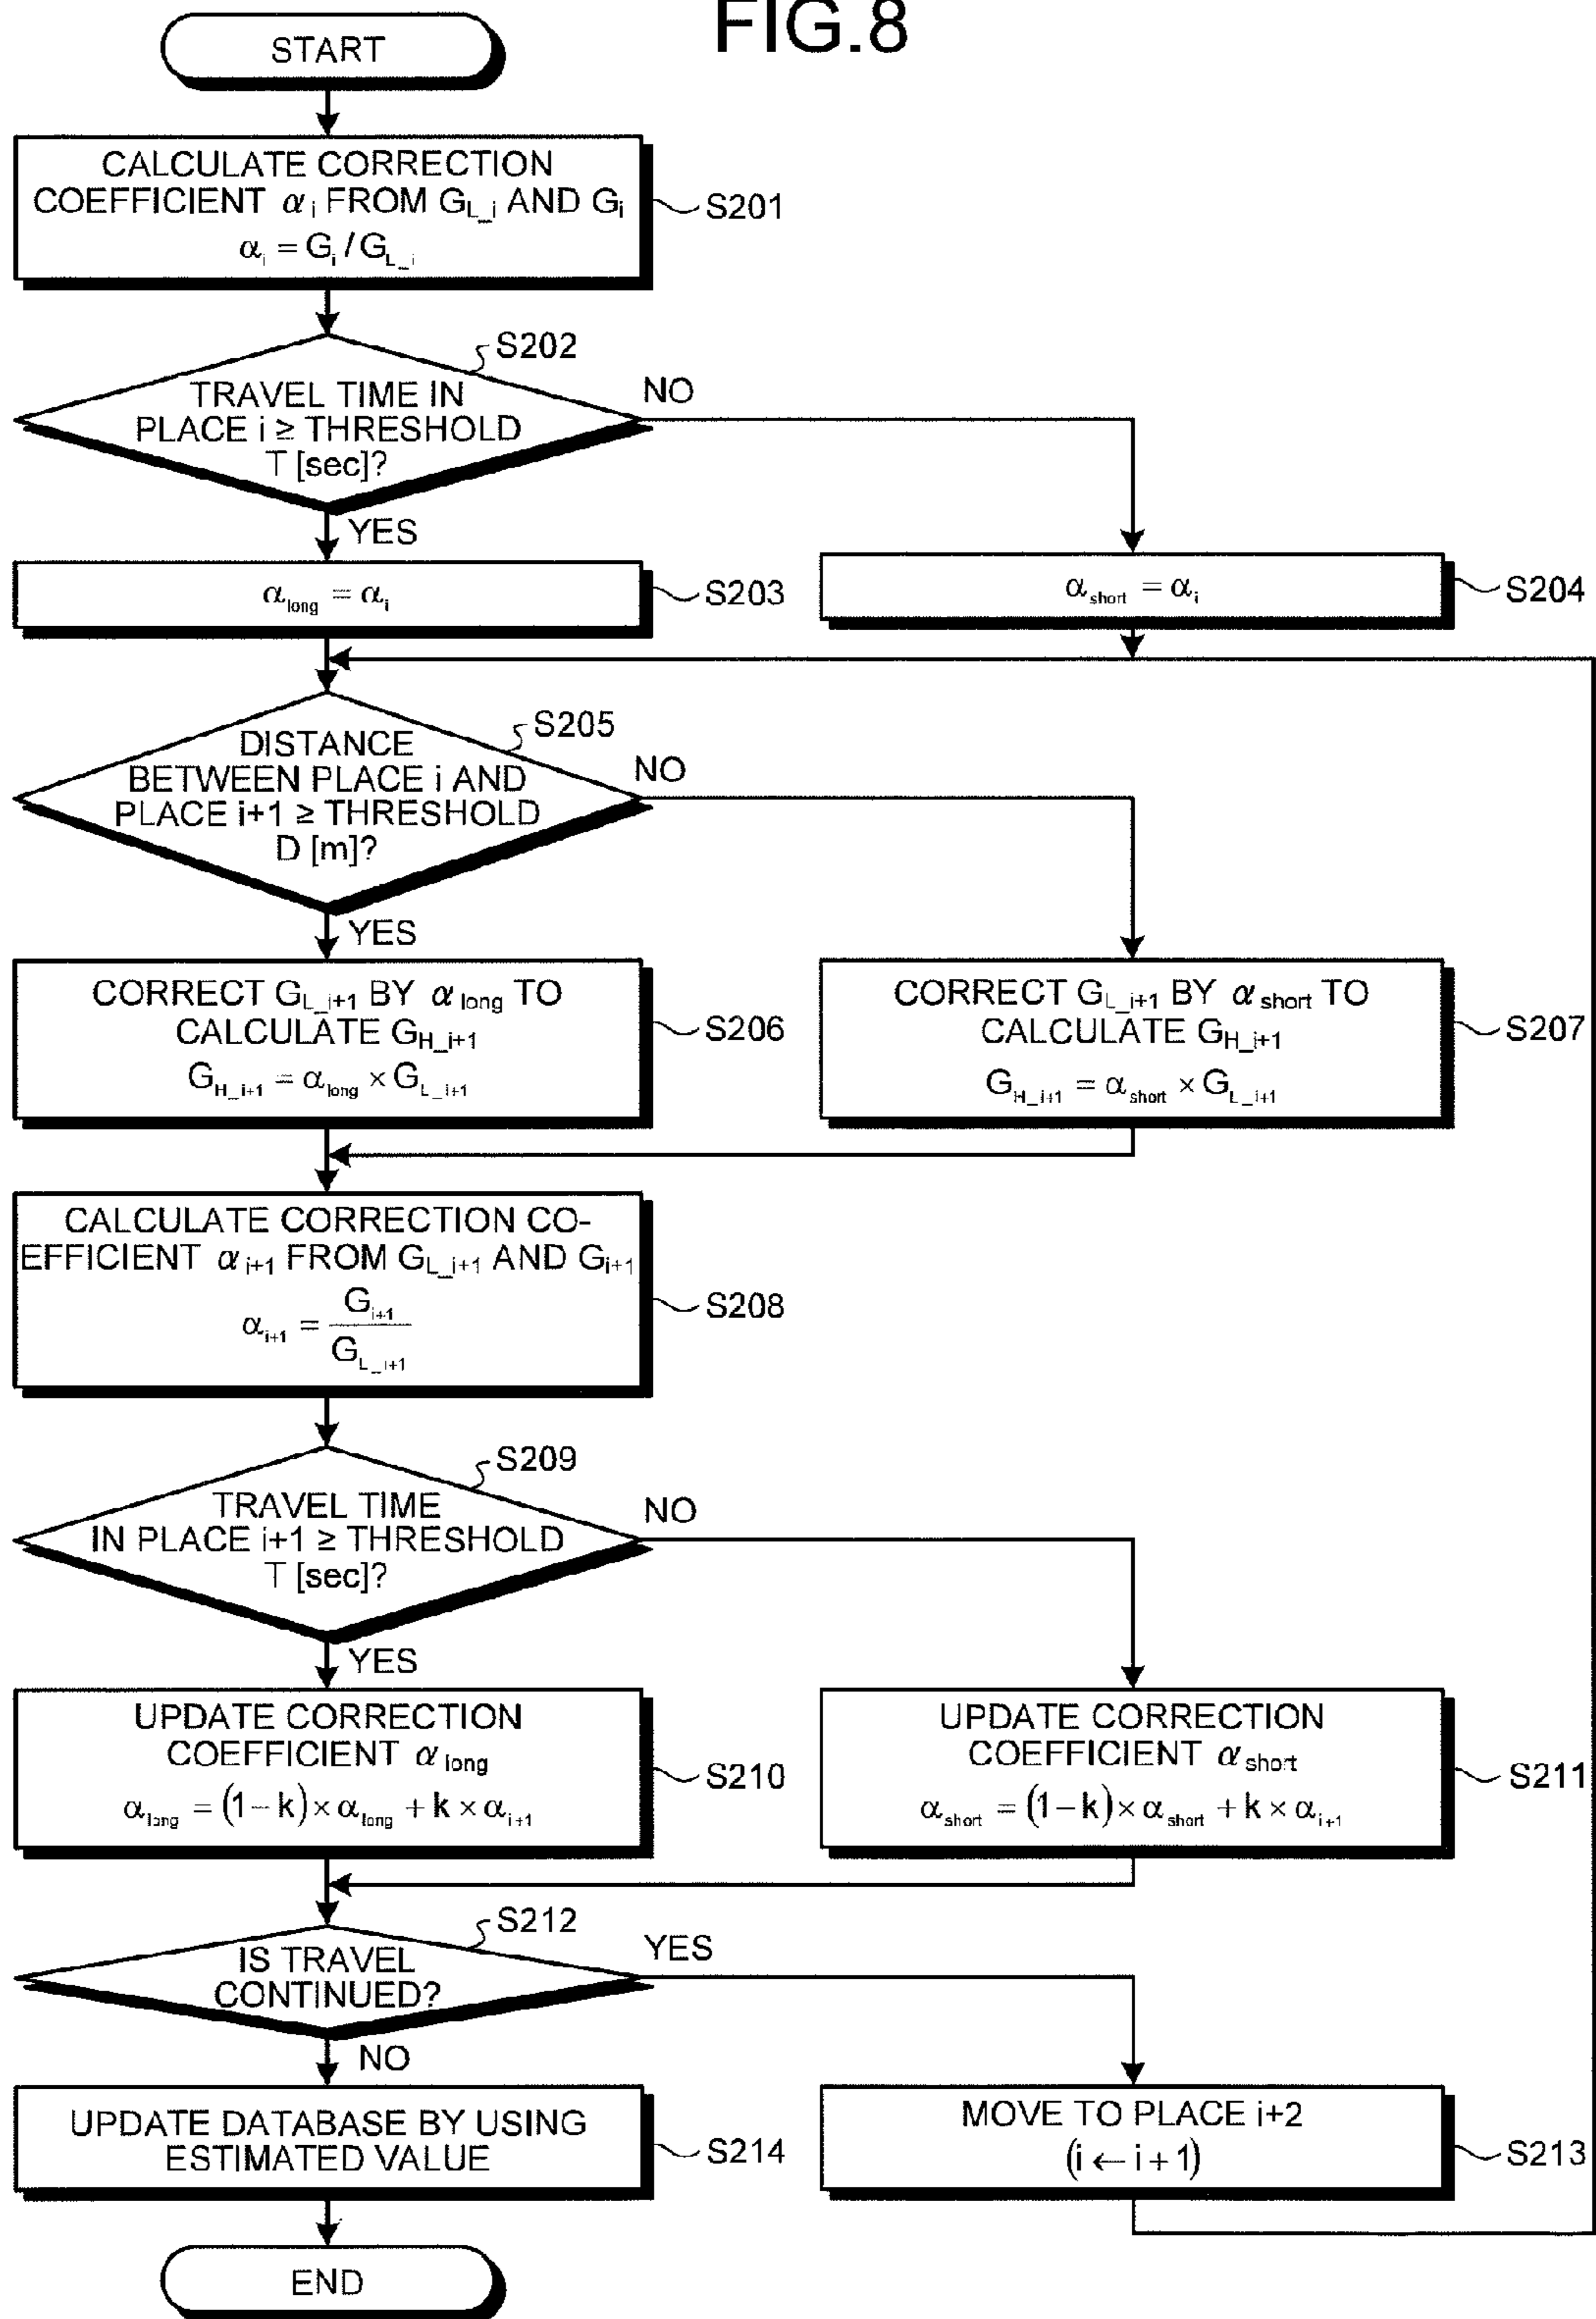 FIG.8
START
CALCULATE CORRECTION
COEFFICIENT α i FROM GL_i AND Gi
αi = Gi / GL_i
S201
S202
TRAVEL TIME IN
PLACE i ≥ THRESHOLD
T [sec]?
NO
YES
αlong = αi
S203
αshort = αi
S204
DISTANCE
BETWEEN PLACE i AND
PLACE i+1 ≥ THRESHOLD
D [m]?
S205
NO
YES
CORRECT GL_i+1 BY α long TO
CALCULATE GH_i+1
GH_i+1 = αlong × GL_i+1
S206
CORRECT GL_i+1 BY α short TO
CALCULATE GH_i+1
GH_i+1 = αshort × GL_i+1
S207
CALCULATE CORRECTION CO-
EFFICIENT α i+1 FROM GL_i+1 AND Gi+1
αi+1 = Gi+1
GL_i+1
S208
S209
TRAVEL TIME
IN PLACE i+1 ≥ THRESHOLD
T [sec]?
NO
YES
UPDATE CORRECTION
COEFFICIENT α long
αlong = (1-k)× αlong + k × αi+1
S210
UPDATE CORRECTION
COEFFICIENT α short
αshort = (1-k)× αshort + k × αi+1
S211
S212
IS TRAVEL
CONTINUED?
YES
NO
UPDATE DATABASE BY USING
ESTIMATED VALUE
S214
MOVE TO PLACE i+2
(i ← i+1)
S213
END